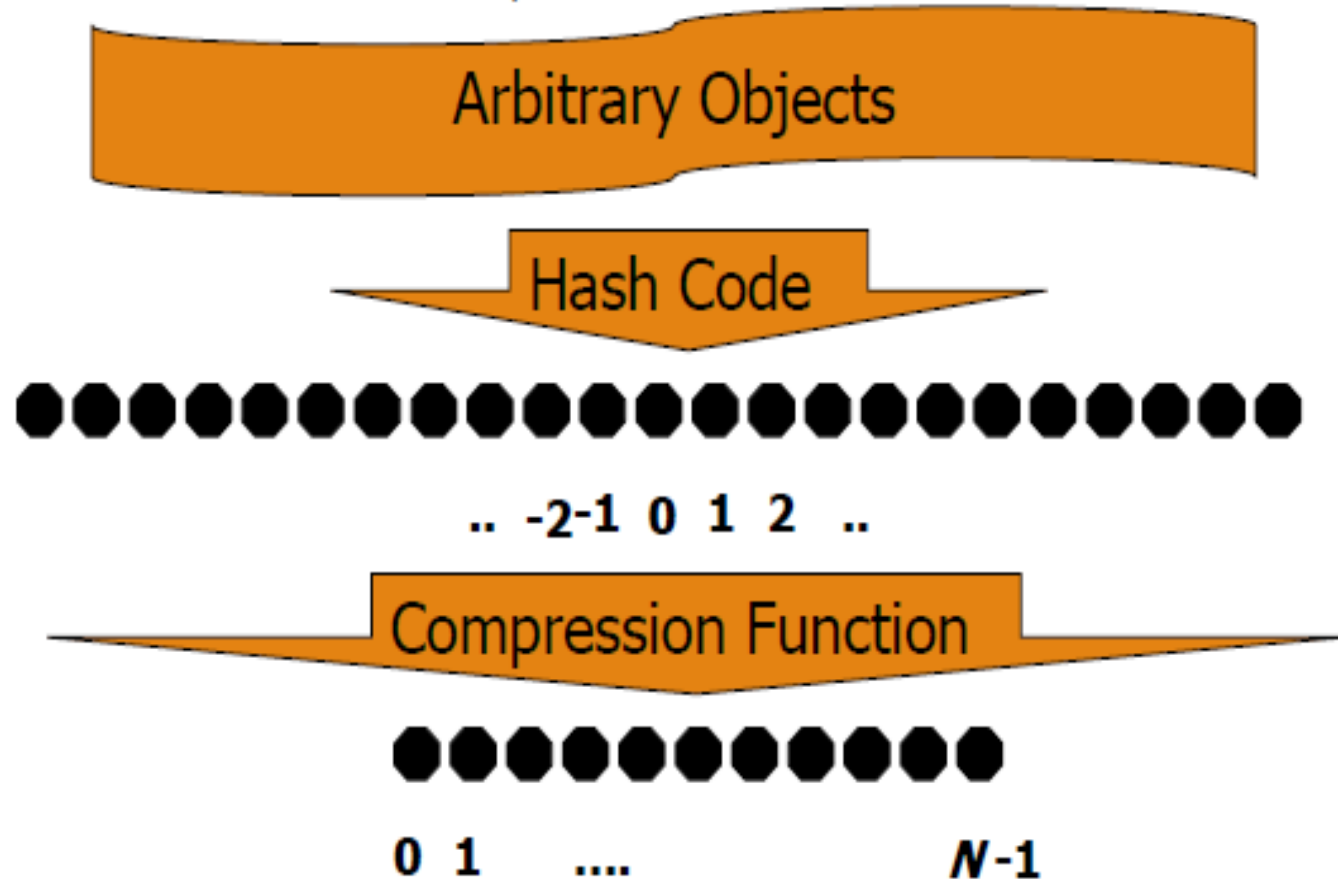 Arbitrary Objects
Hash Code
.. -2-1 0 1 2 ..
Compression Function
0 1 .... N-1